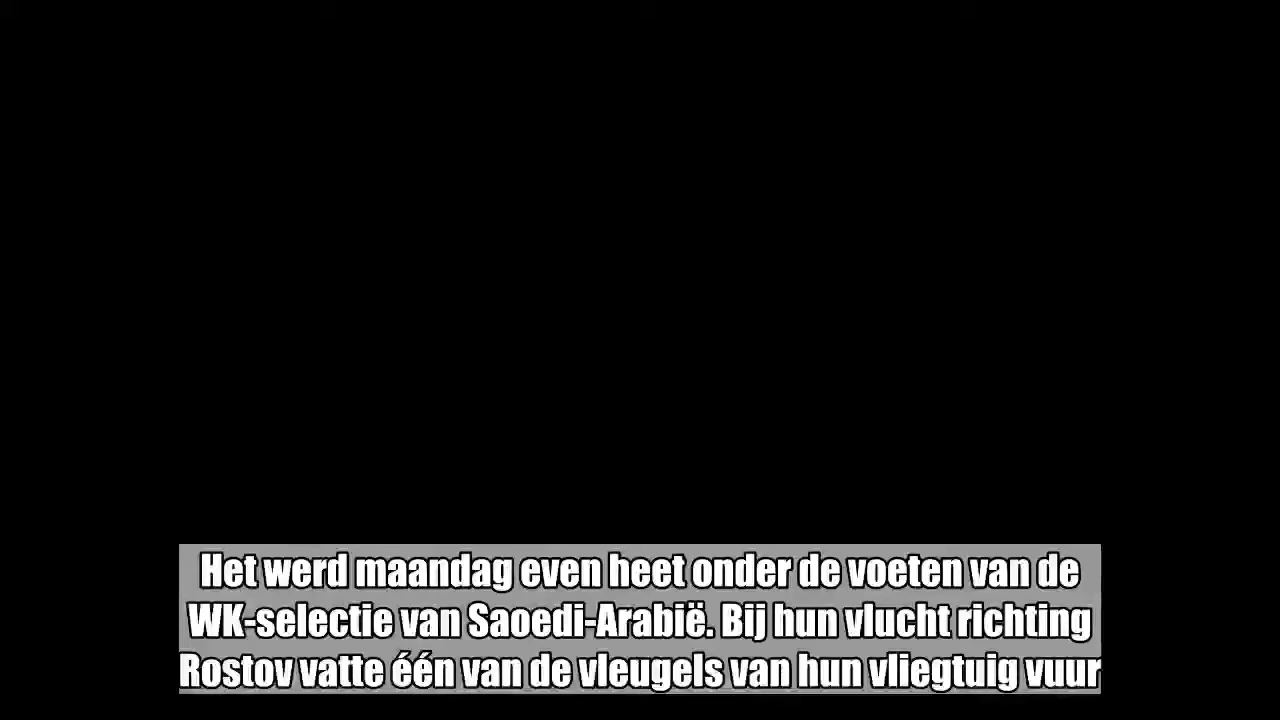 Het werd maandag even heet onder de voeten van de
WK-selectie van Saoedi-Arabië. Bij hun vlucht richting
Rostov vatte één van de vleugels van hun vliegtuig vuur